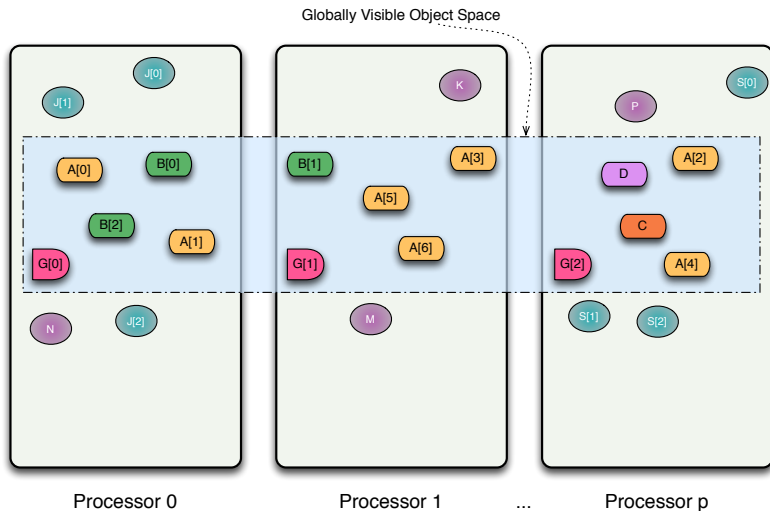 Globally Visible Object Space
J[0]
J[1]
K
S[0]
P
A[0]
B[0]
B[1]
A[3]
A[2]
D
A[5]
B[2]
A[1]
C
A[6]
G[0]
G[1]
G[2]
A[4]
N
J[2]
M
S[1]
S[2]
Processor 0
Processor 1
...
Processor p